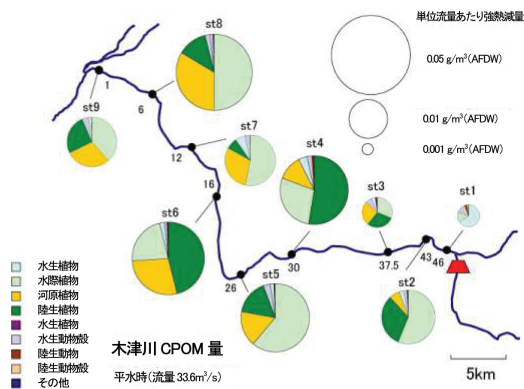 単位流量あたり強熱減量
0.05 g/m³(AFDW)
0.01 g/m³(AFDW)
0.001 g/m³(AFDW)
st8
st9
1
6
st7
12
16
st4
st3
st1
st6
26
30
37.5
43
46
st5
st2
水生植物
水際植物
河原植物
陸生植物
水生植物
水生動物殻
陸生動物
陸生動物殻
その他
木津川 CPOM 量
平水時(流量 33.6m³/s)
5km